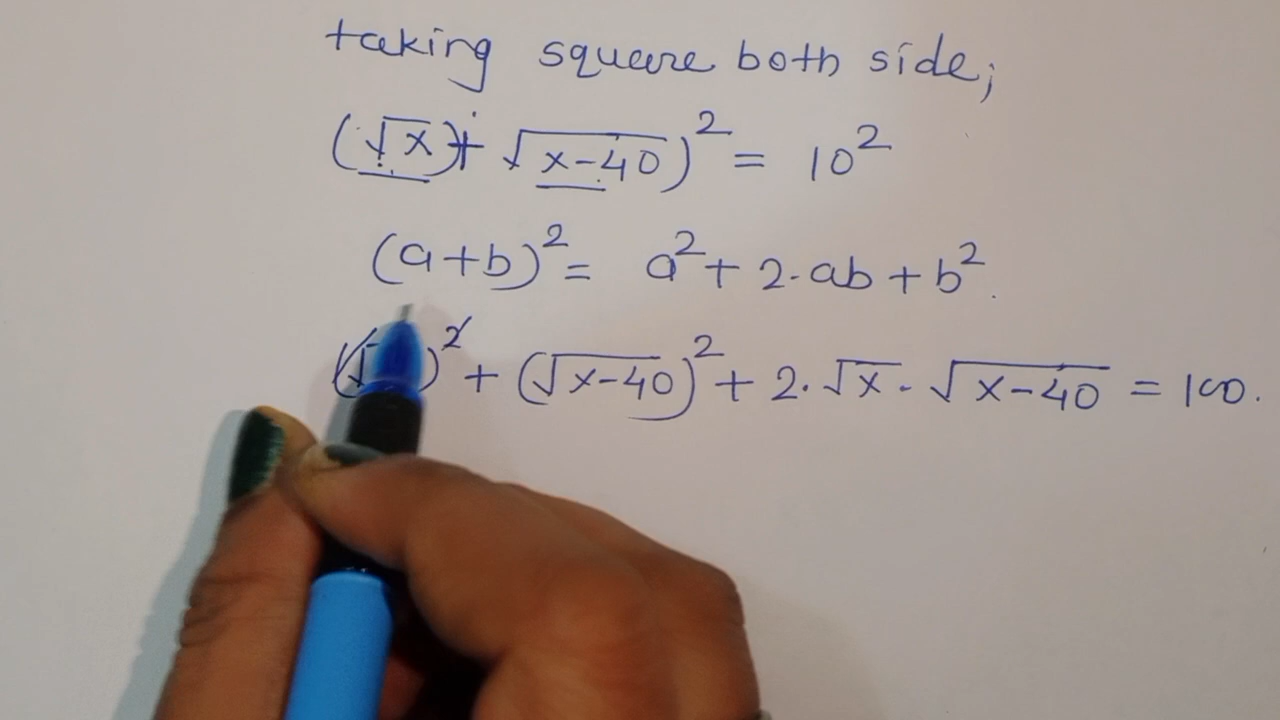 taking square both side;
(√x)+ √x-40)² = 10²
(a+b)² = a² + 2·ab + b².
(√ )² + (√x-40)² + 2·√x·√x-40 = 100.